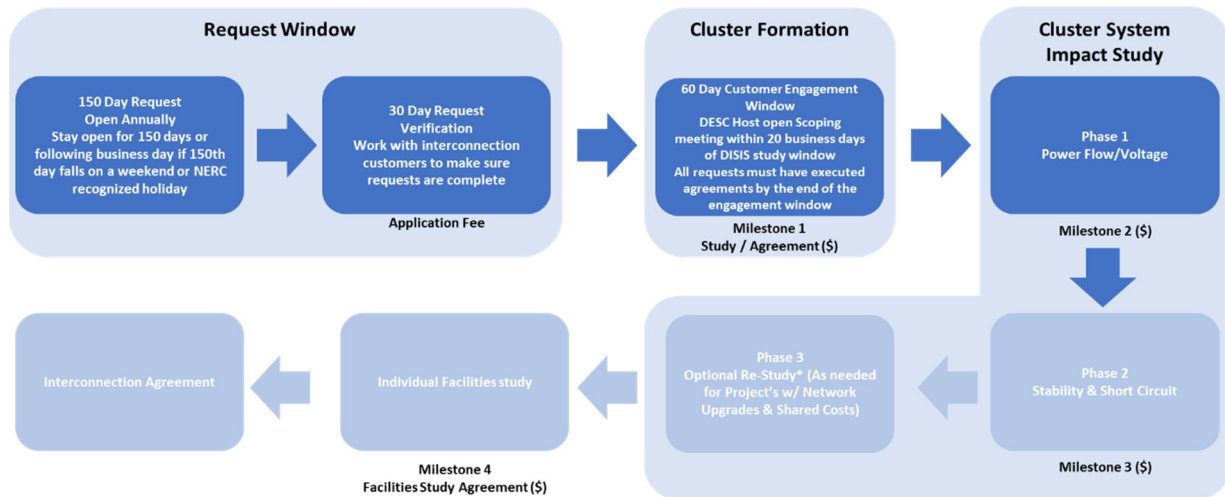 Request Window
150 Day Request
Open Annually
Stay open for 150 days or
following business day if 150th
day falls on a weekend or NERC
recognized holiday
30 Day Request
Verification
Work with interconnection
customers to make sure
requests are complete
Application Fee
Cluster Formation
60 Day Customer Engagement
Window
DESC Host open Scoping
meeting within 20 business days
of DISIS study window
All requests must have executed
agreements by the end of the
engagement window
Milestone 1
Study / Agreement ($)
Cluster System
Impact Study
Phase 1
Power Flow/Voltage
Milestone 2 ($)
Phase 2
Stability & Short Circuit
Milestone 3 ($)
Phase 3
Optional Re-Study* (As needed
for Project's w/ Network
Upgrades & Shared Costs)
Individual Facilities study
Milestone 4
Facilities Study Agreement ($)
Interconnection Agreement